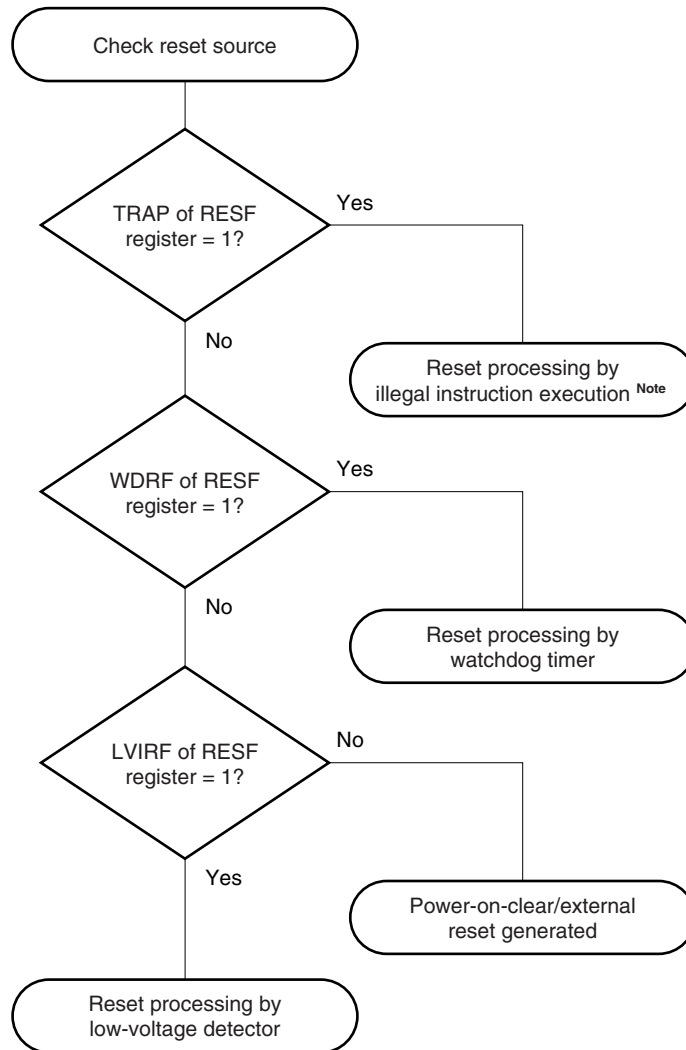 Check reset source
TRAP of RESF
register = 1?
Yes
No
Reset processing by
illegal instruction execution Note
WDRF of RESF
register = 1?
Yes
No
Reset processing by
watchdog timer
LVIRF of RESF
register = 1?
No
Yes
Power-on-clear/external
reset generated
Reset processing by
low-voltage detector